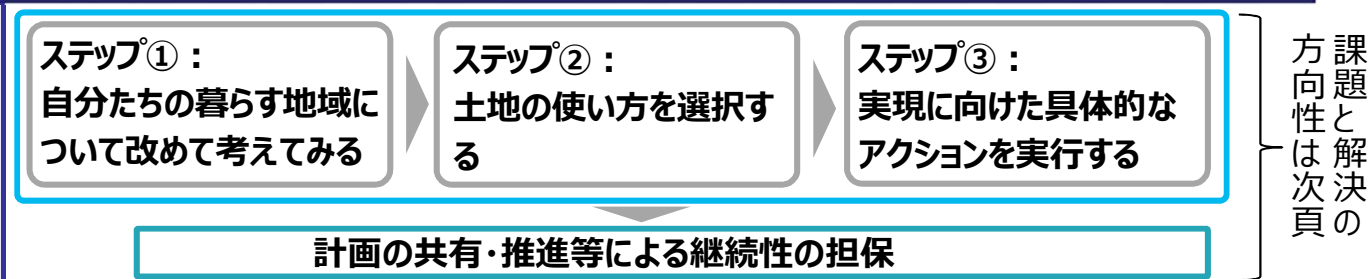 ステップ①：
自分たちの暮らす地域に
ついて改めて考えてみる
ステップ②：
土地の使い方を選択す
る
ステップ③：
実現に向けた具体的な
アクションを実行する
計画の共有・推進等による継続性の担保
課題と解決の
方向性は次頁